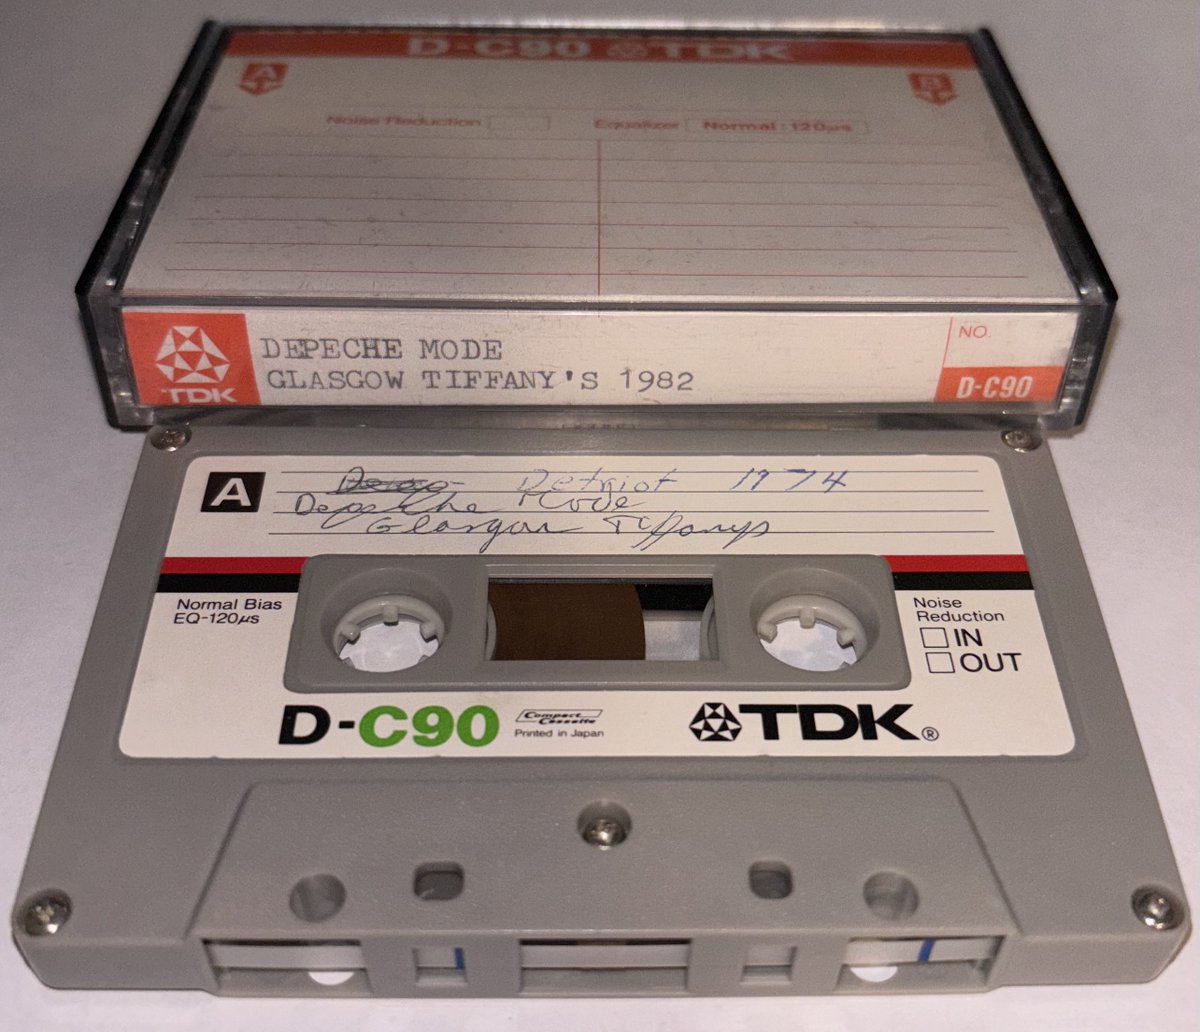 D-C90 TDK
A
B
Noise Reduction Equalizer Normal : 120µs
DEPECHE MODE
GLASGOW TIFFANY'S 1982
TDK
NO.
D-C90
A
Detriot 1974
Depeche Mode
Glasgow Tiffanys
Normal Bias
EQ-120µs
Noise
Reduction
IN
OUT
D-C90
Compact
Cassette
Printed in Japan
TDK®